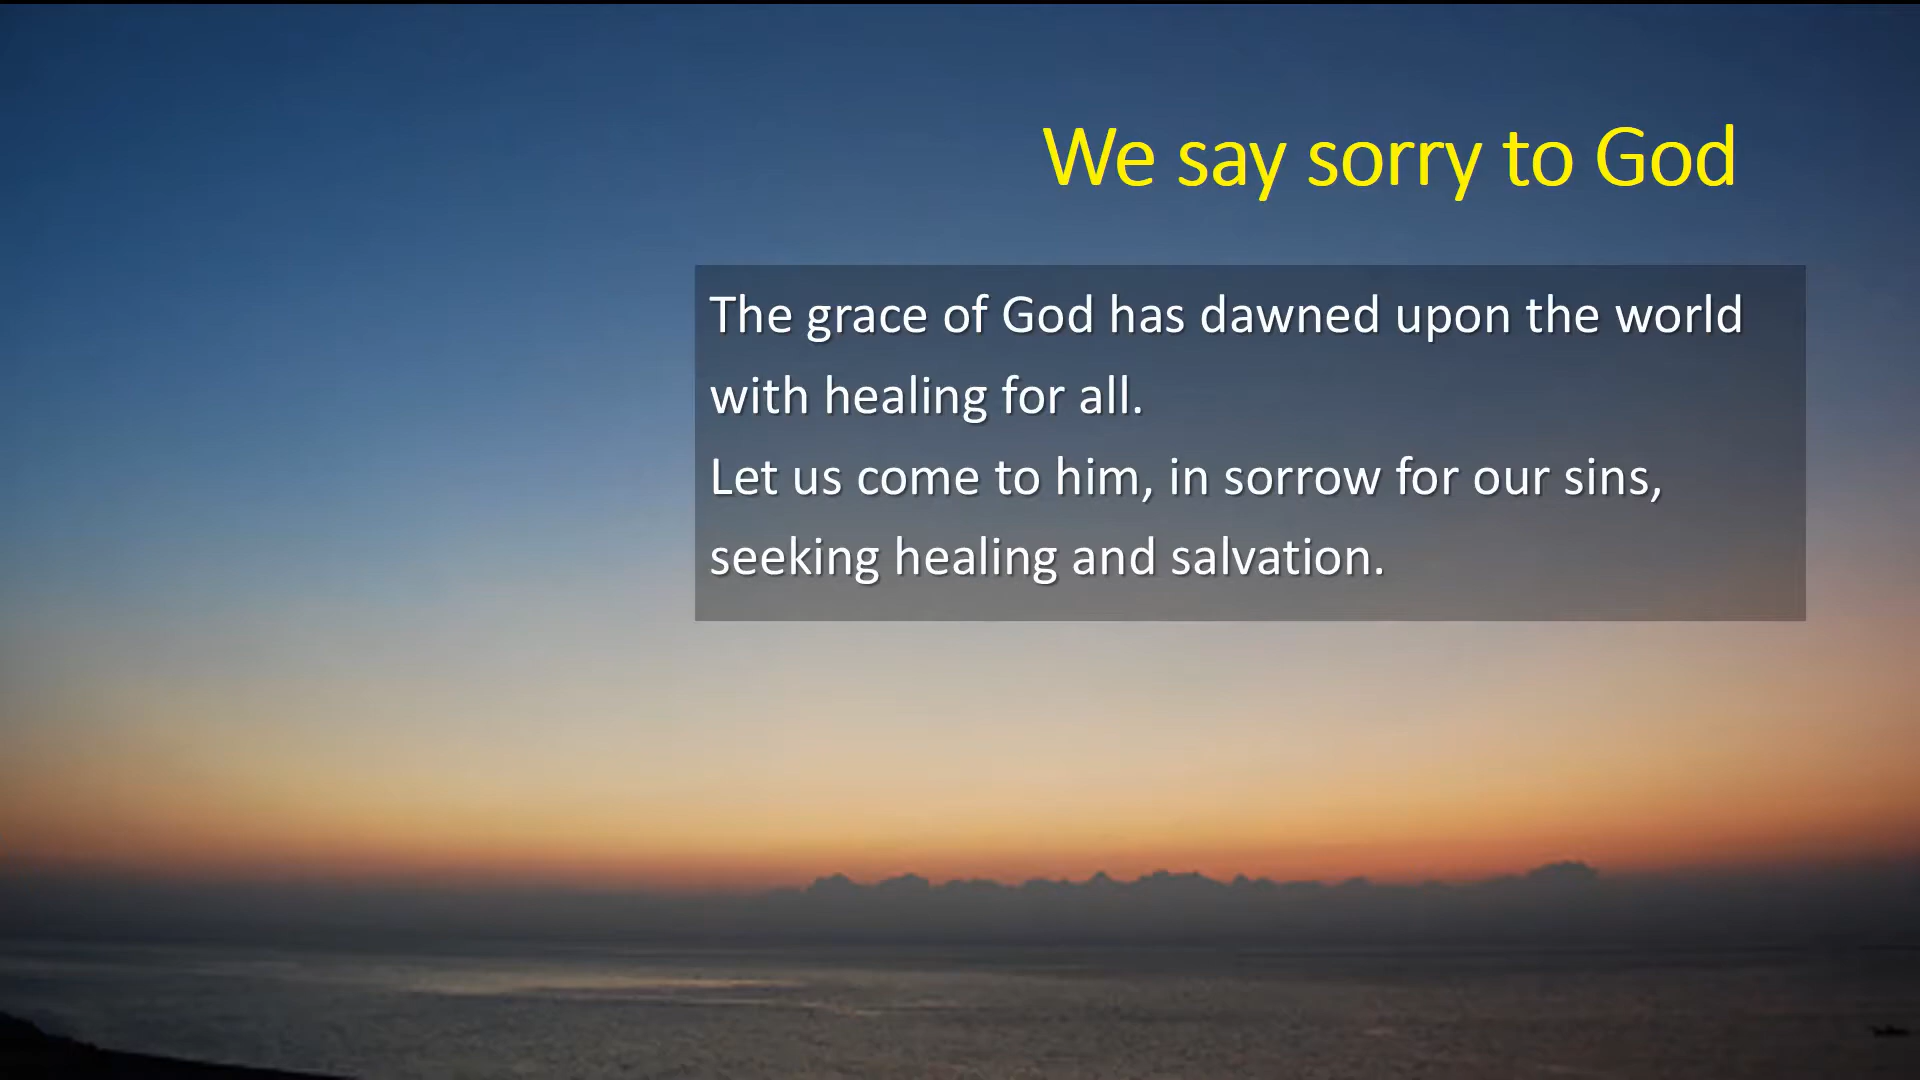 We say sorry to God
The grace of God has dawned upon the world
with healing for all.
Let us come to him, in sorrow for our sins,
seeking healing and salvation.